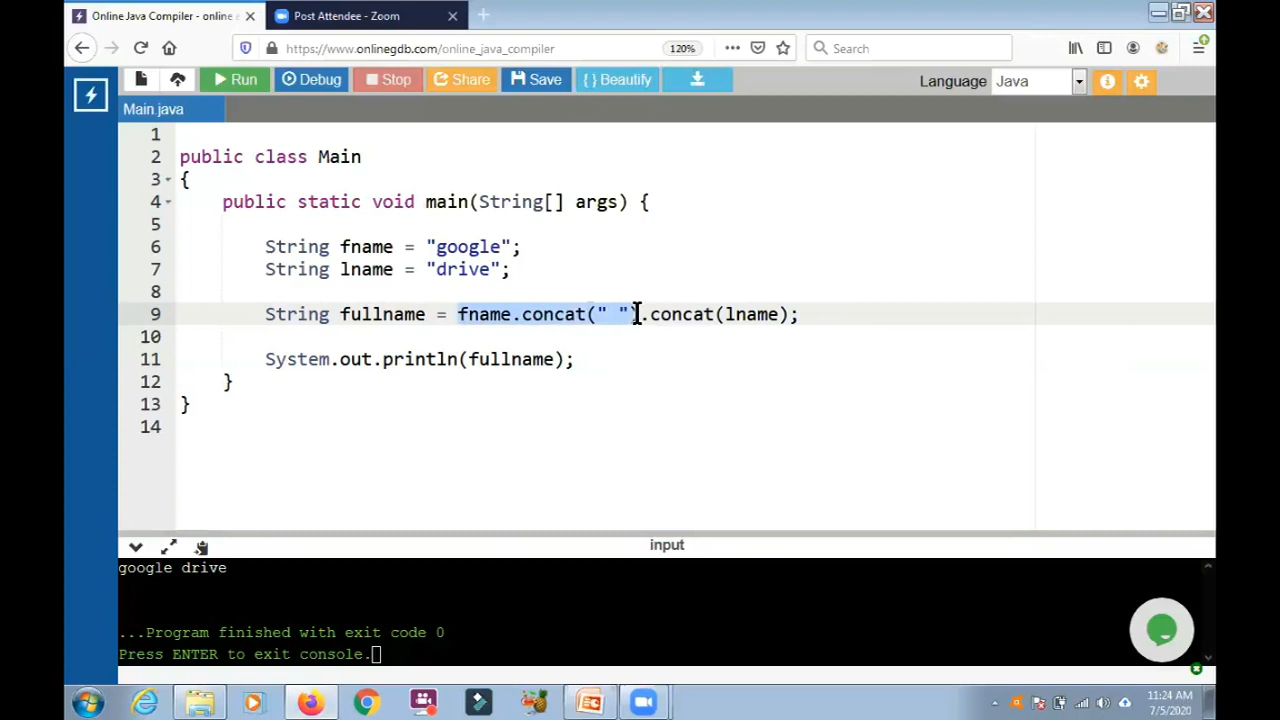 Online Java Compiler - online e
Post Attendee - Zoom
https://www.onlinegdb.com/online_java_compiler
120%
Search
Run
Debug
Stop
Share
Save
{ } Beautify
Language
Java
Main.java
1
2 public class Main
3 {
4 public static void main(String[] args) {
5
6 String fname = "google";
7 String lname = "drive";
8
9 String fullname = fname.concat(" ").concat(lname);
10
11 System.out.println(fullname);
12 }
13 }
14
input
google drive
...Program finished with exit code 0
Press ENTER to exit console.
11:24 AM
7/5/2020